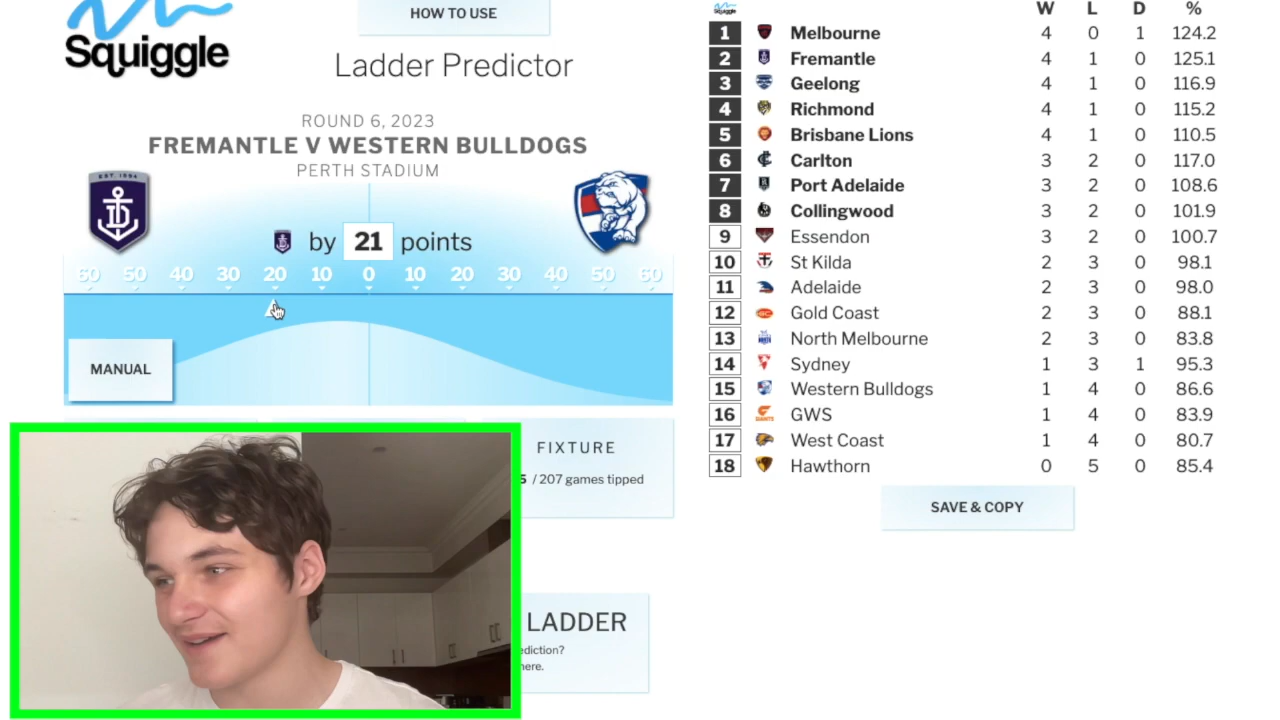 Squiggle
HOW TO USE
Ladder Predictor
ROUND 6, 2023
FREMANTLE V WESTERN BULLDOGS
PERTH STADIUM
EST. 1994
by 21 points
60 50 40 30 20 10 0 10 20 30 40 50 60
MANUAL
FIXTURE
5 / 207 games tipped
LADDER
ediction?
here.
Squiggle W L D %
1 Melbourne 4 0 1 124.2
2 Fremantle 4 1 0 125.1
3 Geelong 4 1 0 116.9
4 Richmond 4 1 0 115.2
5 Brisbane Lions 4 1 0 110.5
6 Carlton 3 2 0 117.0
7 Port Adelaide 3 2 0 108.6
8 Collingwood 3 2 0 101.9
9 Essendon 3 2 0 100.7
10 St Kilda 2 3 0 98.1
11 Adelaide 2 3 0 98.0
12 Gold Coast 2 3 0 88.1
13 North Melbourne 2 3 0 83.8
14 Sydney 1 3 1 95.3
15 Western Bulldogs 1 4 0 86.6
16 GWS 1 4 0 83.9
17 West Coast 1 4 0 80.7
18 Hawthorn 0 5 0 85.4
SAVE & COPY